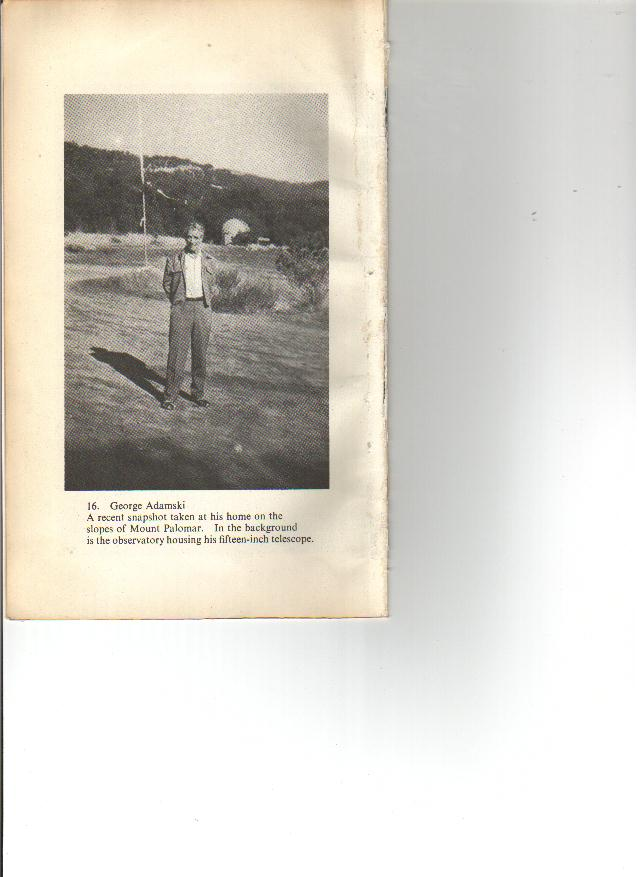 16. George Adamski
A recent snapshot taken at his home on the
slopes of Mount Palomar. In the background
is the observatory housing his fifteen-inch telescope.